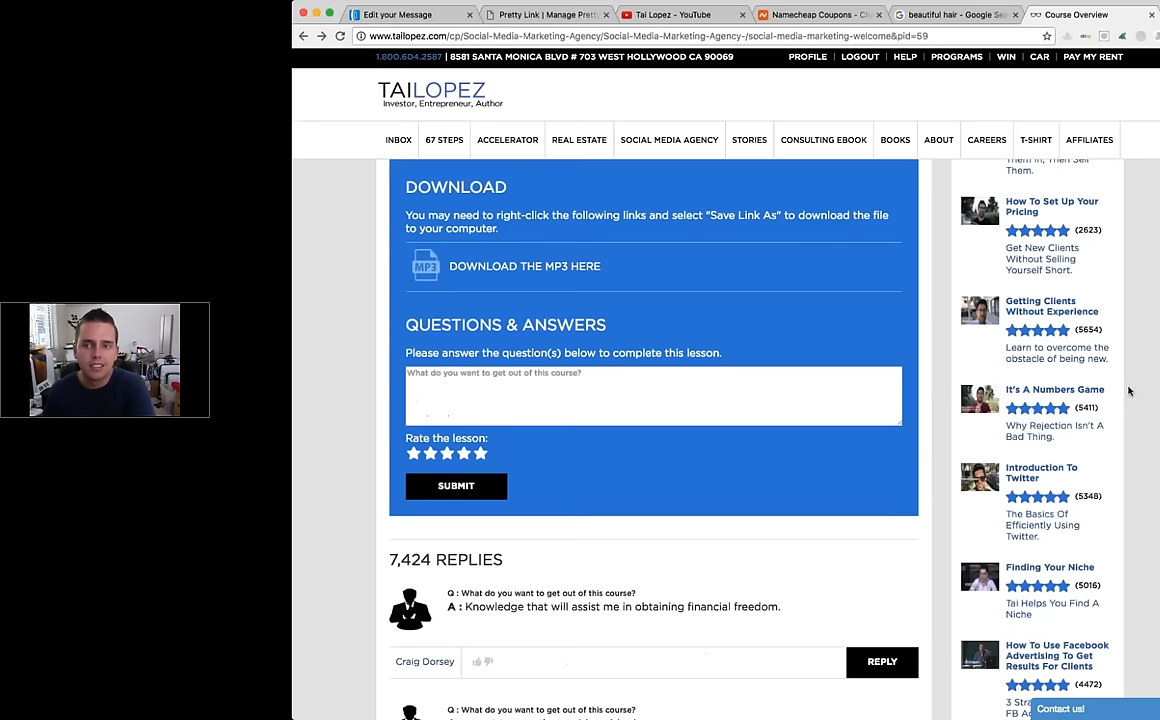 Edit your Message
Pretty Link | Manage Pretty
Tai Lopez - YouTube
Namecheap Coupons - Ch
beautiful hair - Google Se
Course Overview
www.tailopez.com/cp/Social-Media-Marketing-Agency/Social-Media-Marketing-Agency-/social-media-marketing-welcome&pid=59
1.800.604.2587 | 8581 SANTA MONICA BLVD # 703 WEST HOLLYWOOD CA 90069
PROFILE | LOGOUT | HELP | PROGRAMS | WIN | CAR | PAY MY RENT
TAILOPEZ
Investor, Entrepreneur, Author
INBOX 67 STEPS ACCELERATOR REAL ESTATE SOCIAL MEDIA AGENCY STORIES CONSULTING EBOOK BOOKS ABOUT CAREERS T-SHIRT AFFILIATES
DOWNLOAD
You may need to right-click the following links and select "Save Link As" to download the file
to your computer.
MP3
DOWNLOAD THE MP3 HERE
QUESTIONS & ANSWERS
Please answer the question(s) below to complete this lesson.
What do you want to get out of this course?
Rate the lesson:
SUBMIT
7,424 REPLIES
Q : What do you want to get out of this course?
A : Knowledge that will assist me in obtaining financial freedom.
Craig Dorsey
REPLY
Q : What do you want to get out of this course?
Them In, Then Sell
Them.
How To Set Up Your
Pricing
(2623)
Get New Clients
Without Selling
Yourself Short.
Getting Clients
Without Experience
(5654)
Learn to overcome the
obstacle of being new.
It's A Numbers Game
(5411)
Why Rejection Isn't A
Bad Thing.
Introduction To
Twitter
(5348)
The Basics Of
Efficiently Using
Twitter.
Finding Your Niche
(5016)
Tai Helps You Find A
Niche
How To Use Facebook
Advertising To Get
Results For Clients
(4472)
3 Stra
FB A
Contact us!